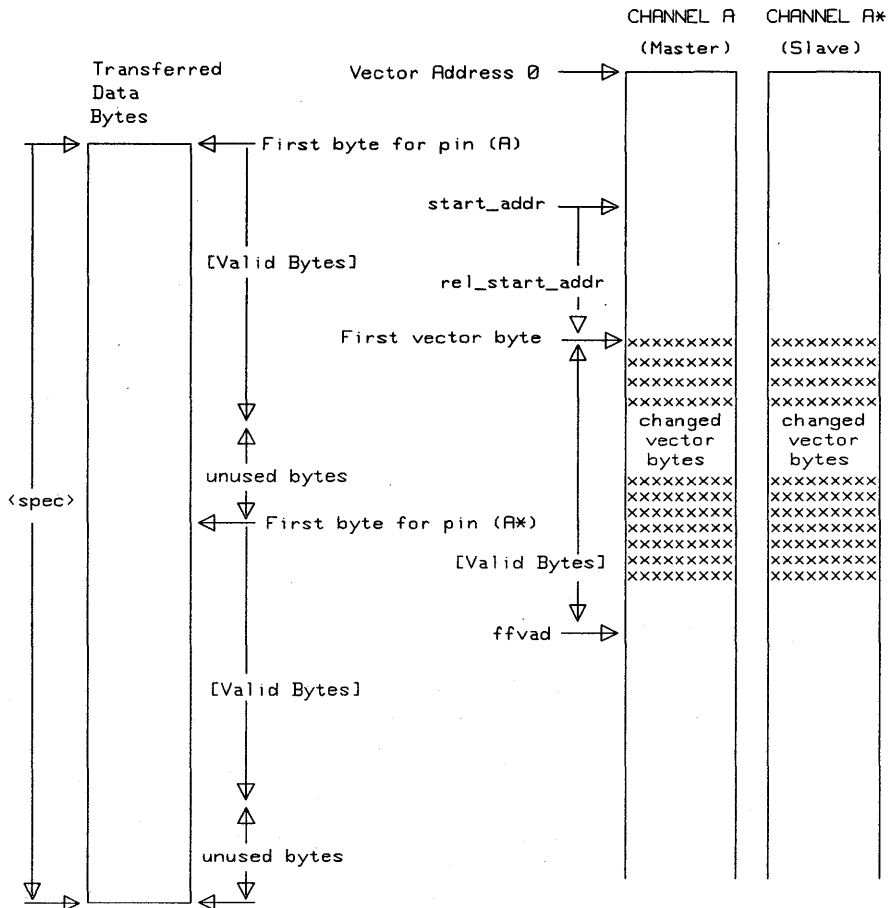 CHANNEL A CHANNEL A*
(Master) (Slave)
Transferred
Data
Bytes
Vector Address 0
First byte for pin (A)
start_addr
[Valid Bytes]
rel_start_addr
First vector byte
xxxxxxxxx xxxxxxxxx
xxxxxxxxx xxxxxxxxx
xxxxxxxxx xxxxxxxxx
xxxxxxxxx xxxxxxxxx
changed changed
vector vector
bytes bytes
unused bytes
<spec>
First byte for pin (A*)
xxxxxxxxx xxxxxxxxx
xxxxxxxxx xxxxxxxxx
xxxxxxxxx xxxxxxxxx
xxxxxxxxx xxxxxxxxx
xxxxxxxxx xxxxxxxxx
[Valid Bytes]
xxxxxxxxx xxxxxxxxx
xxxxxxxxx xxxxxxxxx
ffvad
[Valid Bytes]
unused bytes